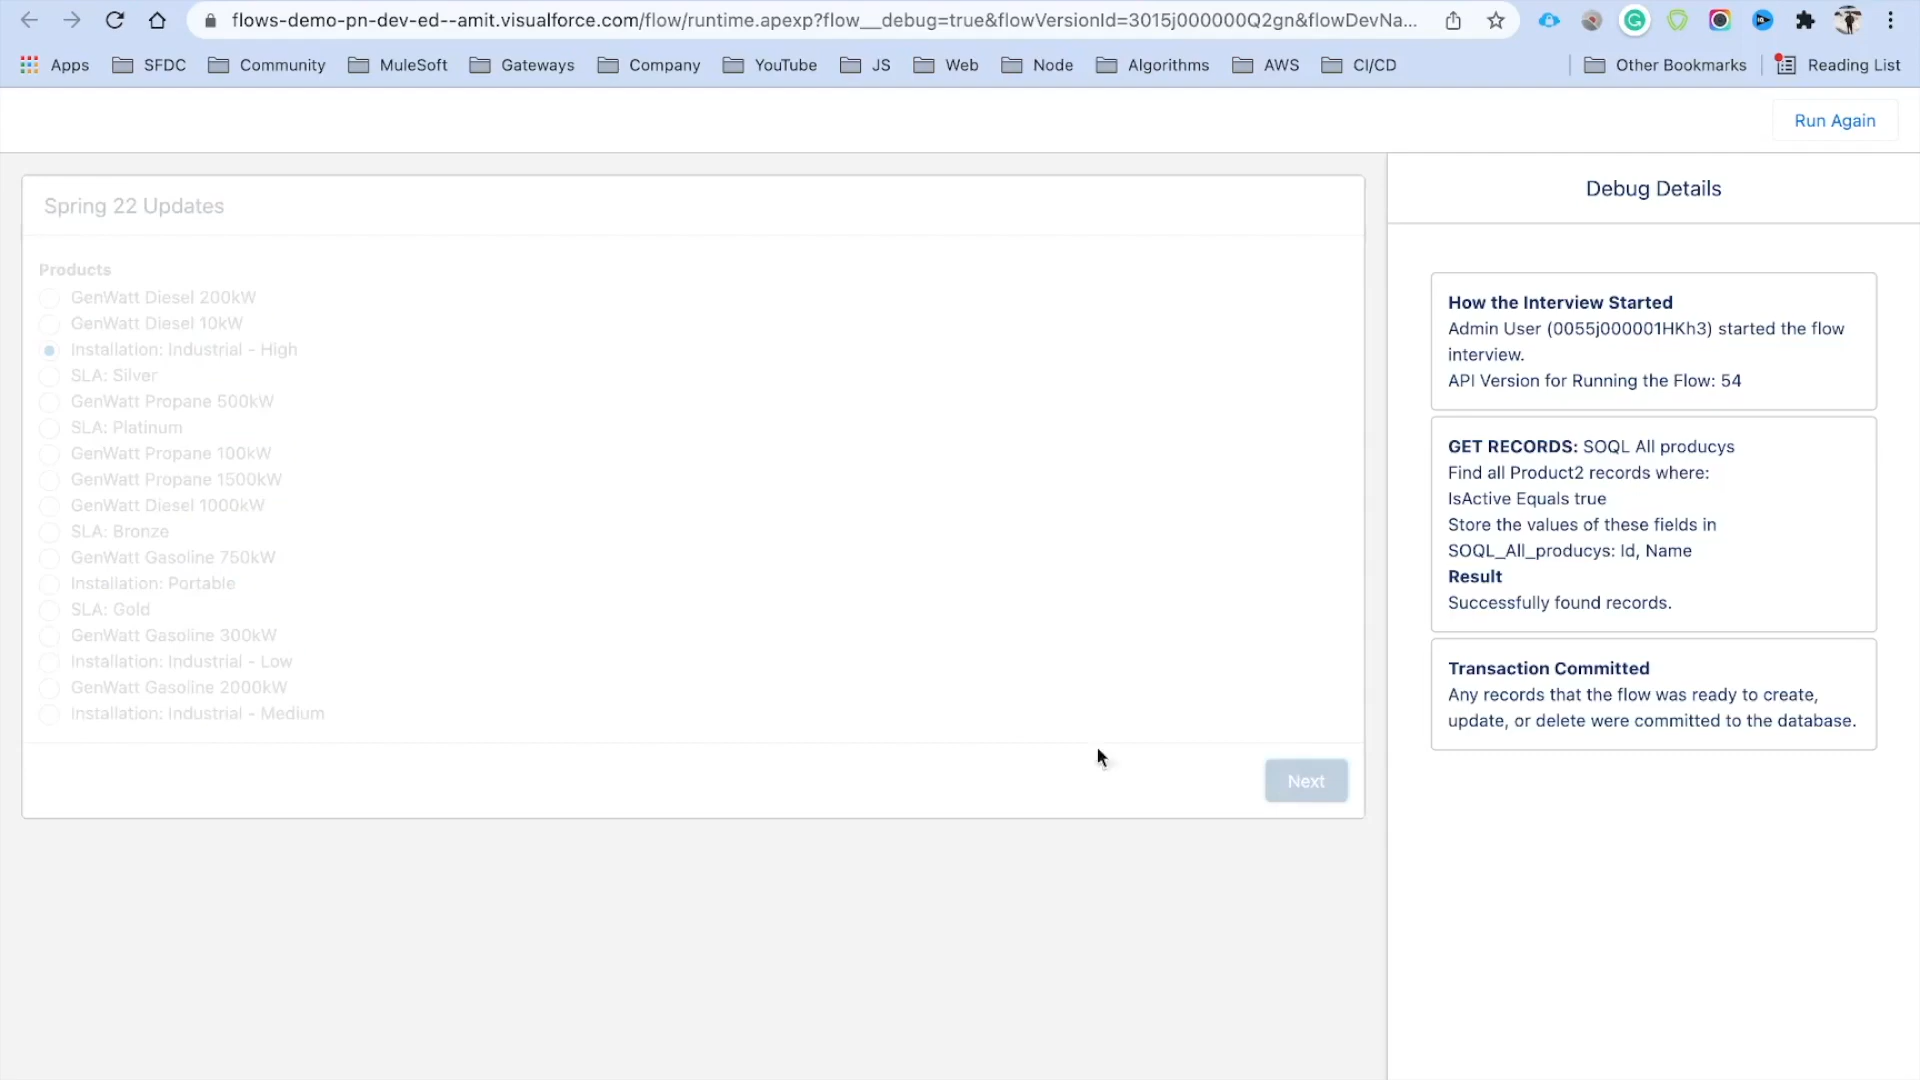 flows-demo-pn-dev-ed--amit.visualforce.com/flow/runtime.apexp?flow__debug=true&flowVersionId=3015j000000Q2gn&flowDevNa...
Apps SFDC Community MuleSoft Gateways Company YouTube JS Web Node Algorithms AWS CI/CD Other Bookmarks Reading List
Run Again
Spring 22 Updates
Products
GenWatt Diesel 200kW
GenWatt Diesel 10kW
Installation: Industrial - High
SLA: Silver
GenWatt Propane 500kW
SLA: Platinum
GenWatt Propane 100kW
GenWatt Propane 1500kW
GenWatt Diesel 1000kW
SLA: Bronze
GenWatt Gasoline 750kW
Installation: Portable
SLA: Gold
GenWatt Gasoline 300kW
Installation: Industrial - Low
GenWatt Gasoline 2000kW
Installation: Industrial - Medium
Next
Debug Details
How the Interview Started
Admin User (0055j000001HKh3) started the flow
interview.
API Version for Running the Flow: 54
GET RECORDS: SOQL All producys
Find all Product2 records where:
IsActive Equals true
Store the values of these fields in
SOQL_All_producys: Id, Name
Result
Successfully found records.
Transaction Committed
Any records that the flow was ready to create,
update, or delete were committed to the database.